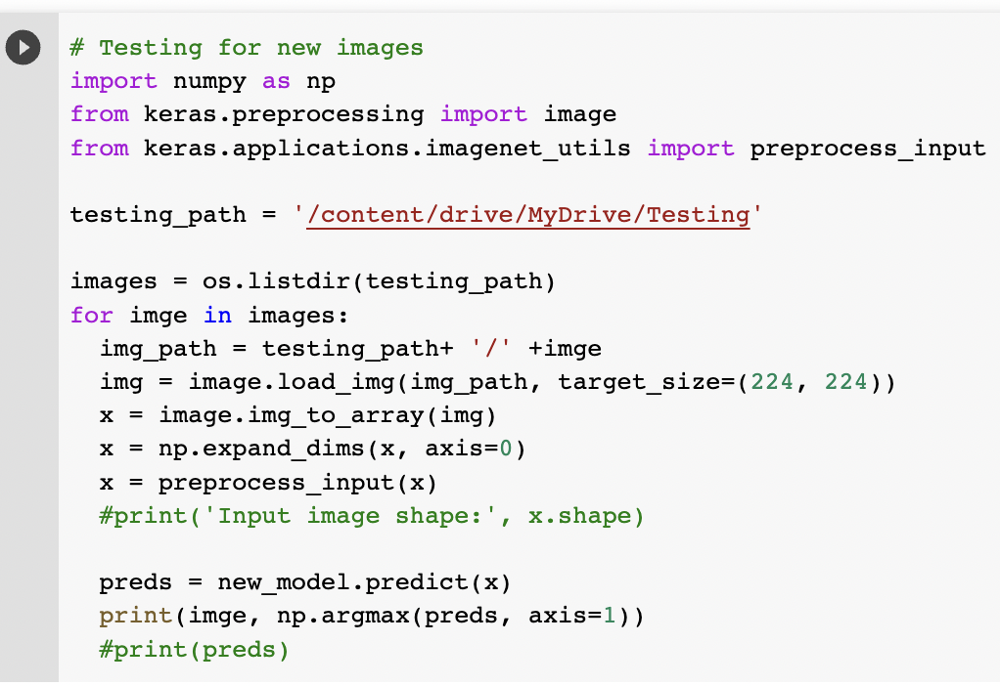 # Testing for new images
import numpy as np
from keras.preprocessing import image
from keras.applications.imagenet_utils import preprocess_input
testing_path = '/content/drive/MyDrive/Testing'
images = os.listdir(testing_path)
for imge in images:
  img_path = testing_path+ '/' +imge
  img = image.load_img(img_path, target_size=(224, 224))
  x = image.img_to_array(img)
  x = np.expand_dims(x, axis=0)
  x = preprocess_input(x)
  #print('Input image shape:', x.shape)
  preds = new_model.predict(x)
  print(imge, np.argmax(preds, axis=1))
  #print(preds)